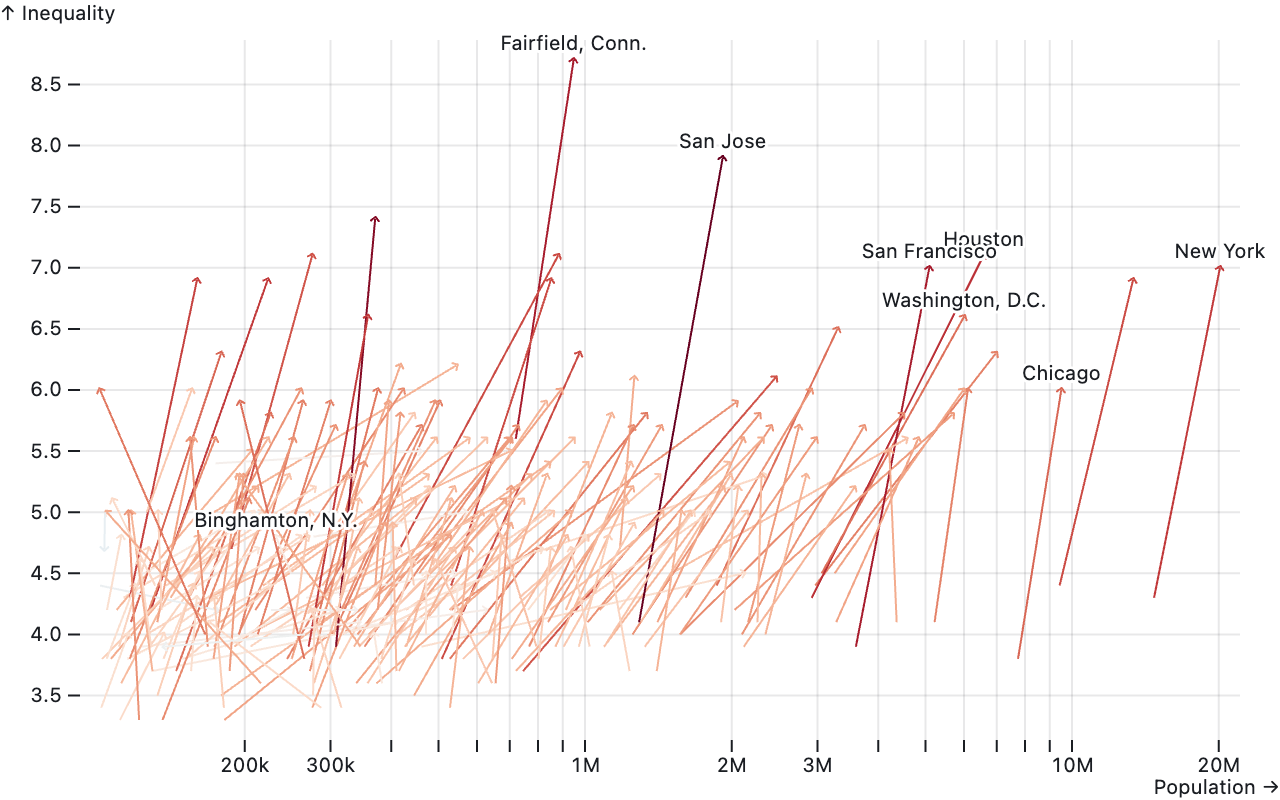 ↑ Inequality
Fairfield, Conn.
8.5
8.0
San Jose
7.5
Houston
San Francisco
New York
7.0
Washington, D.C.
6.5
Chicago
6.0
5.5
5.0
Binghamton, N.Y.
4.5
4.0
3.5
200k 300k 1M 2M 3M 10M 20M
Population →